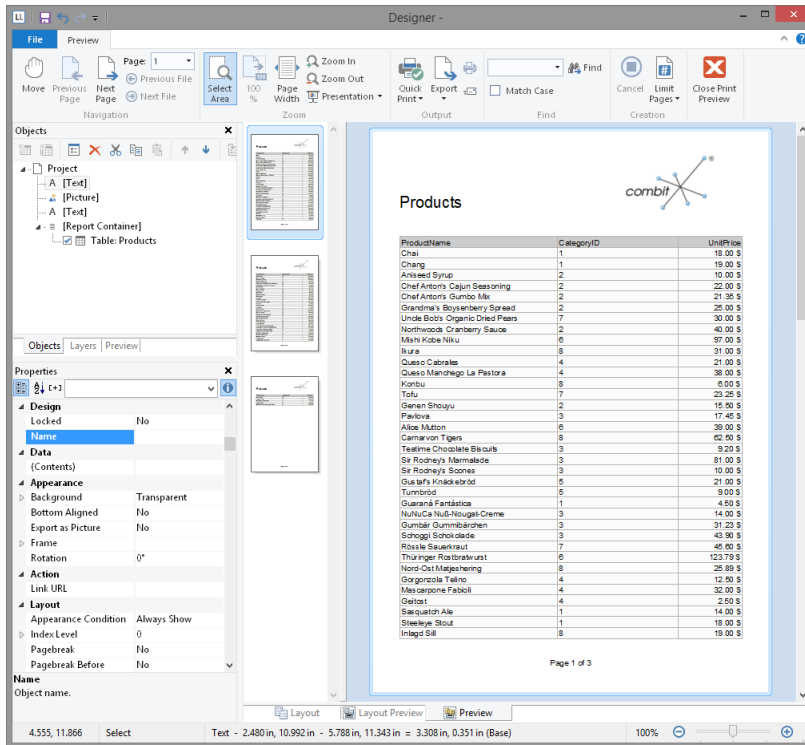 LL
Designer -
File Preview
Page: 1
Previous File
Next File
Move
Previous Page
Next Page
Navigation
Select Area
100 %
Page Width
Zoom In
Zoom Out
Presentation
Zoom
Quick Print
Export
Output
Find
Match Case
Find
Cancel
Limit Pages
Creation
Close Print Preview
Objects
Project
A [Text]
[Picture]
A [Text]
[Report Container]
Table: Products
Objects Layers Preview
Properties
Design
Locked No
Name
Data
(Contents)
Appearance
Background Transparent
Bottom Aligned No
Export as Picture No
Frame
Rotation 0°
Action
Link URL
Layout
Appearance Condition Always Show
Index Level 0
Pagebreak No
Pagebreak Before No
Name
Object name.
combit
Products
ProductName CategoryID UnitPrice
Chai 1 18.00 $
Chang 1 19.00 $
Aniseed Syrup 2 10.00 $
Chef Anton's Cajun Seasoning 2 22.00 $
Chef Anton's Gumbo Mix 2 21.35 $
Grandma's Boysenberry Spread 2 25.00 $
Uncle Bob's Organic Dried Pears 7 30.00 $
Northwoods Cranberry Sauce 2 40.00 $
Mishi Kobe Niku 6 97.00 $
Ikura 8 31.00 $
Queso Cabrales 4 21.00 $
Queso Manchego La Pastora 4 38.00 $
Konbu 8 6.00 $
Tofu 7 23.25 $
Genen Shouyu 2 15.50 $
Pavlova 3 17.45 $
Alice Mutton 6 39.00 $
Carnarvon Tigers 8 62.50 $
Teatime Chocolate Biscuits 3 9.20 $
Sir Rodney's Marmalade 3 81.00 $
Sir Rodney's Scones 3 10.00 $
Gustaf's Knäckebröd 5 21.00 $
Tunnbröd 5 9.00 $
Guaraná Fantástica 1 4.50 $
NuNuCa Nuß-Nougat-Creme 3 14.00 $
Gumbär Gummibärchen 3 31.23 $
Schoggi Schokolade 3 43.90 $
Rössle Sauerkraut 7 45.60 $
Thüringer Rostbratwurst 6 123.79 $
Nord-Ost Matjeshering 8 25.89 $
Gorgonzola Telino 4 12.50 $
Mascarpone Fabioli 4 32.00 $
Geitost 4 2.50 $
Sasquatch Ale 1 14.00 $
Steeleye Stout 1 18.00 $
Inlagd Sill 8 19.00 $
Page 1 of 3
Layout Layout Preview Preview
4.555, 11.866 Select Text - 2.480 in, 10.992 in - 5.788 in, 11.343 in = 3.308 in, 0.351 in (Base) 100%